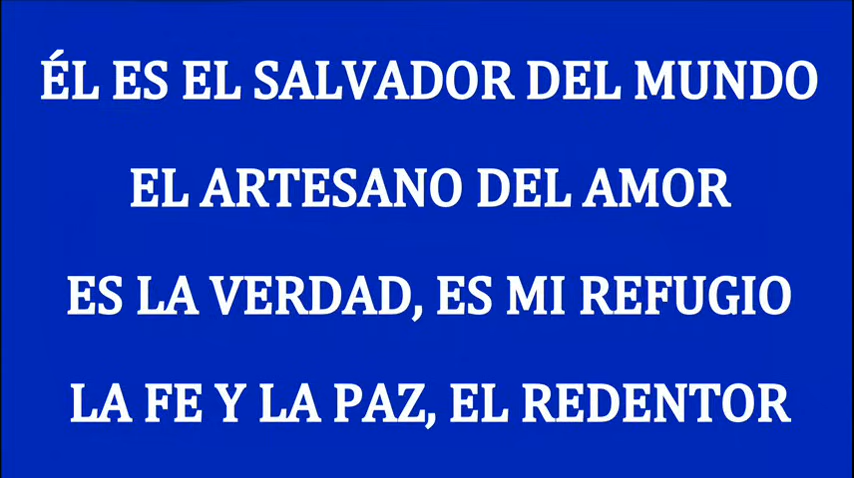 ÉL ES EL SALVADOR DEL MUNDO
EL ARTESANO DEL AMOR
ES LA VERDAD, ES MI REFUGIO
LA FE Y LA PAZ, EL REDENTOR